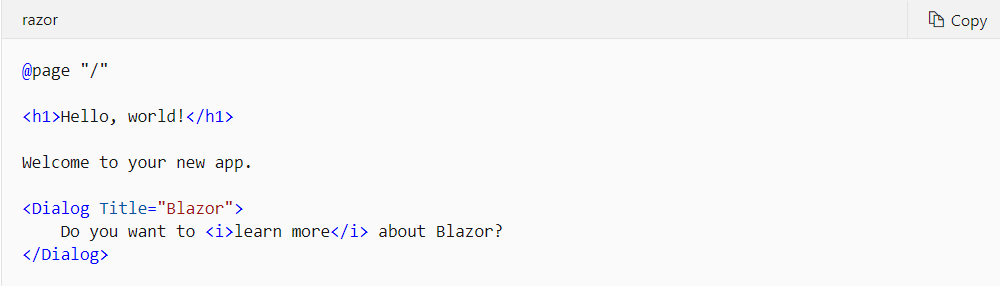 razor
Copy
@page "/"
<h1>Hello, world!</h1>
Welcome to your new app.
<Dialog Title="Blazor">
    Do you want to <i>learn more</i> about Blazor?
</Dialog>